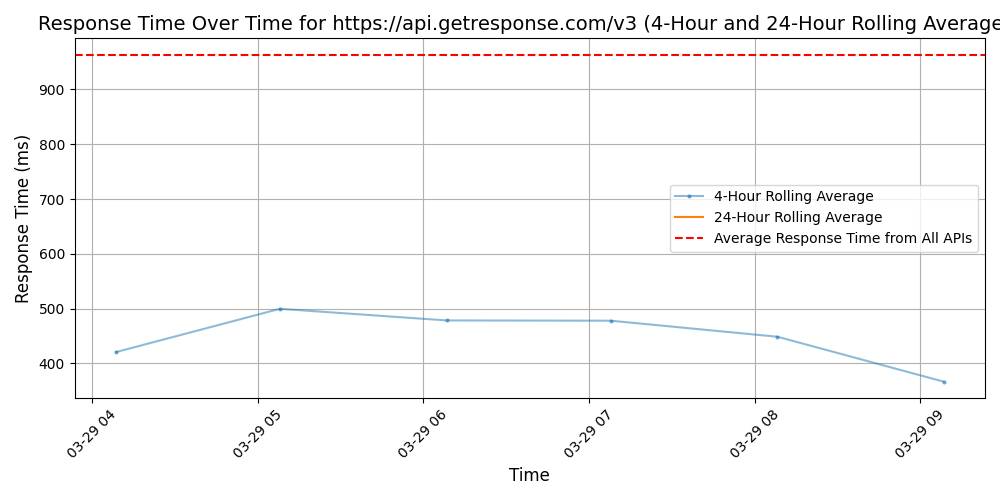 Response Time Over Time for https://api.getresponse.com/v3 (4-Hour and 24-Hour Rolling Average
Response Time (ms)
900
800
700
600
500
400
4-Hour Rolling Average
24-Hour Rolling Average
Average Response Time from All APIs
03-29 04
03-29 05
03-29 06
03-29 07
03-29 08
03-29 09
Time